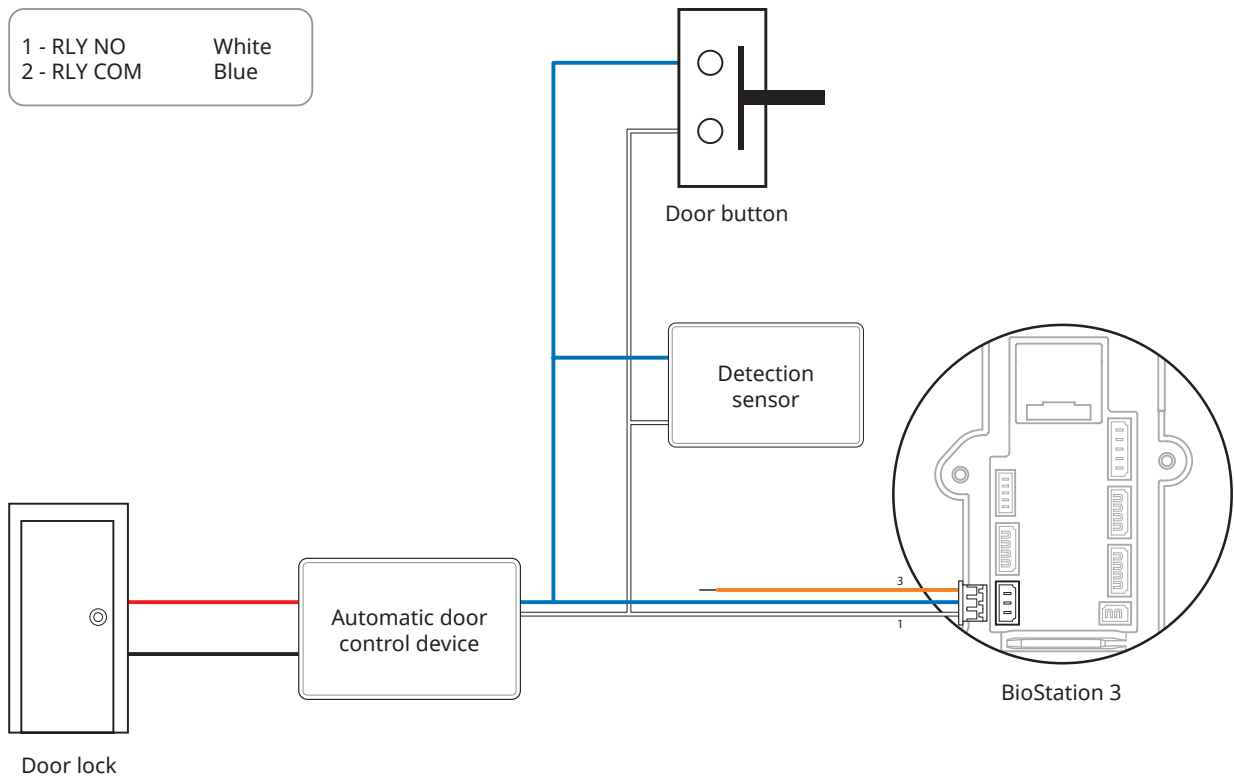 1 - RLY NO White
2 - RLY COM Blue
Door button
Detection
sensor
Automatic door
control device
3
1
BioStation 3
Door lock